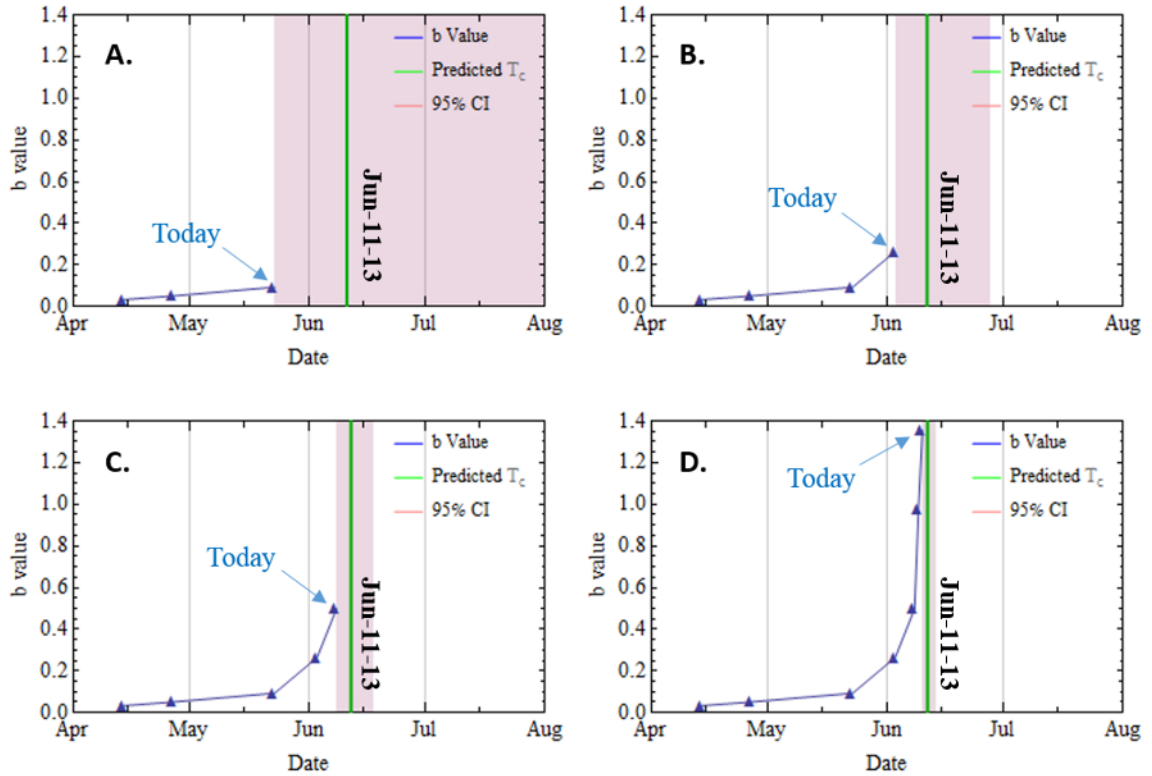 A.
b Value
Predicted Tc
95% CI
Today
Jun-11-13
b value
1.4
1.2
1.0
0.8
0.6
0.4
0.2
0.0
Apr May Jun Jul Aug
Date
B.
b Value
Predicted Tc
95% CI
Today
Jun-11-13
b value
1.4
1.2
1.0
0.8
0.6
0.4
0.2
0.0
Apr May Jun Jul Aug
Date
C.
b Value
Predicted Tc
95% CI
Today
Jun-11-13
b value
1.4
1.2
1.0
0.8
0.6
0.4
0.2
0.0
Apr May Jun Jul Aug
Date
D.
b Value
Predicted Tc
95% CI
Today
Jun-11-13
b value
1.4
1.2
1.0
0.8
0.6
0.4
0.2
0.0
Apr May Jun Jul Aug
Date